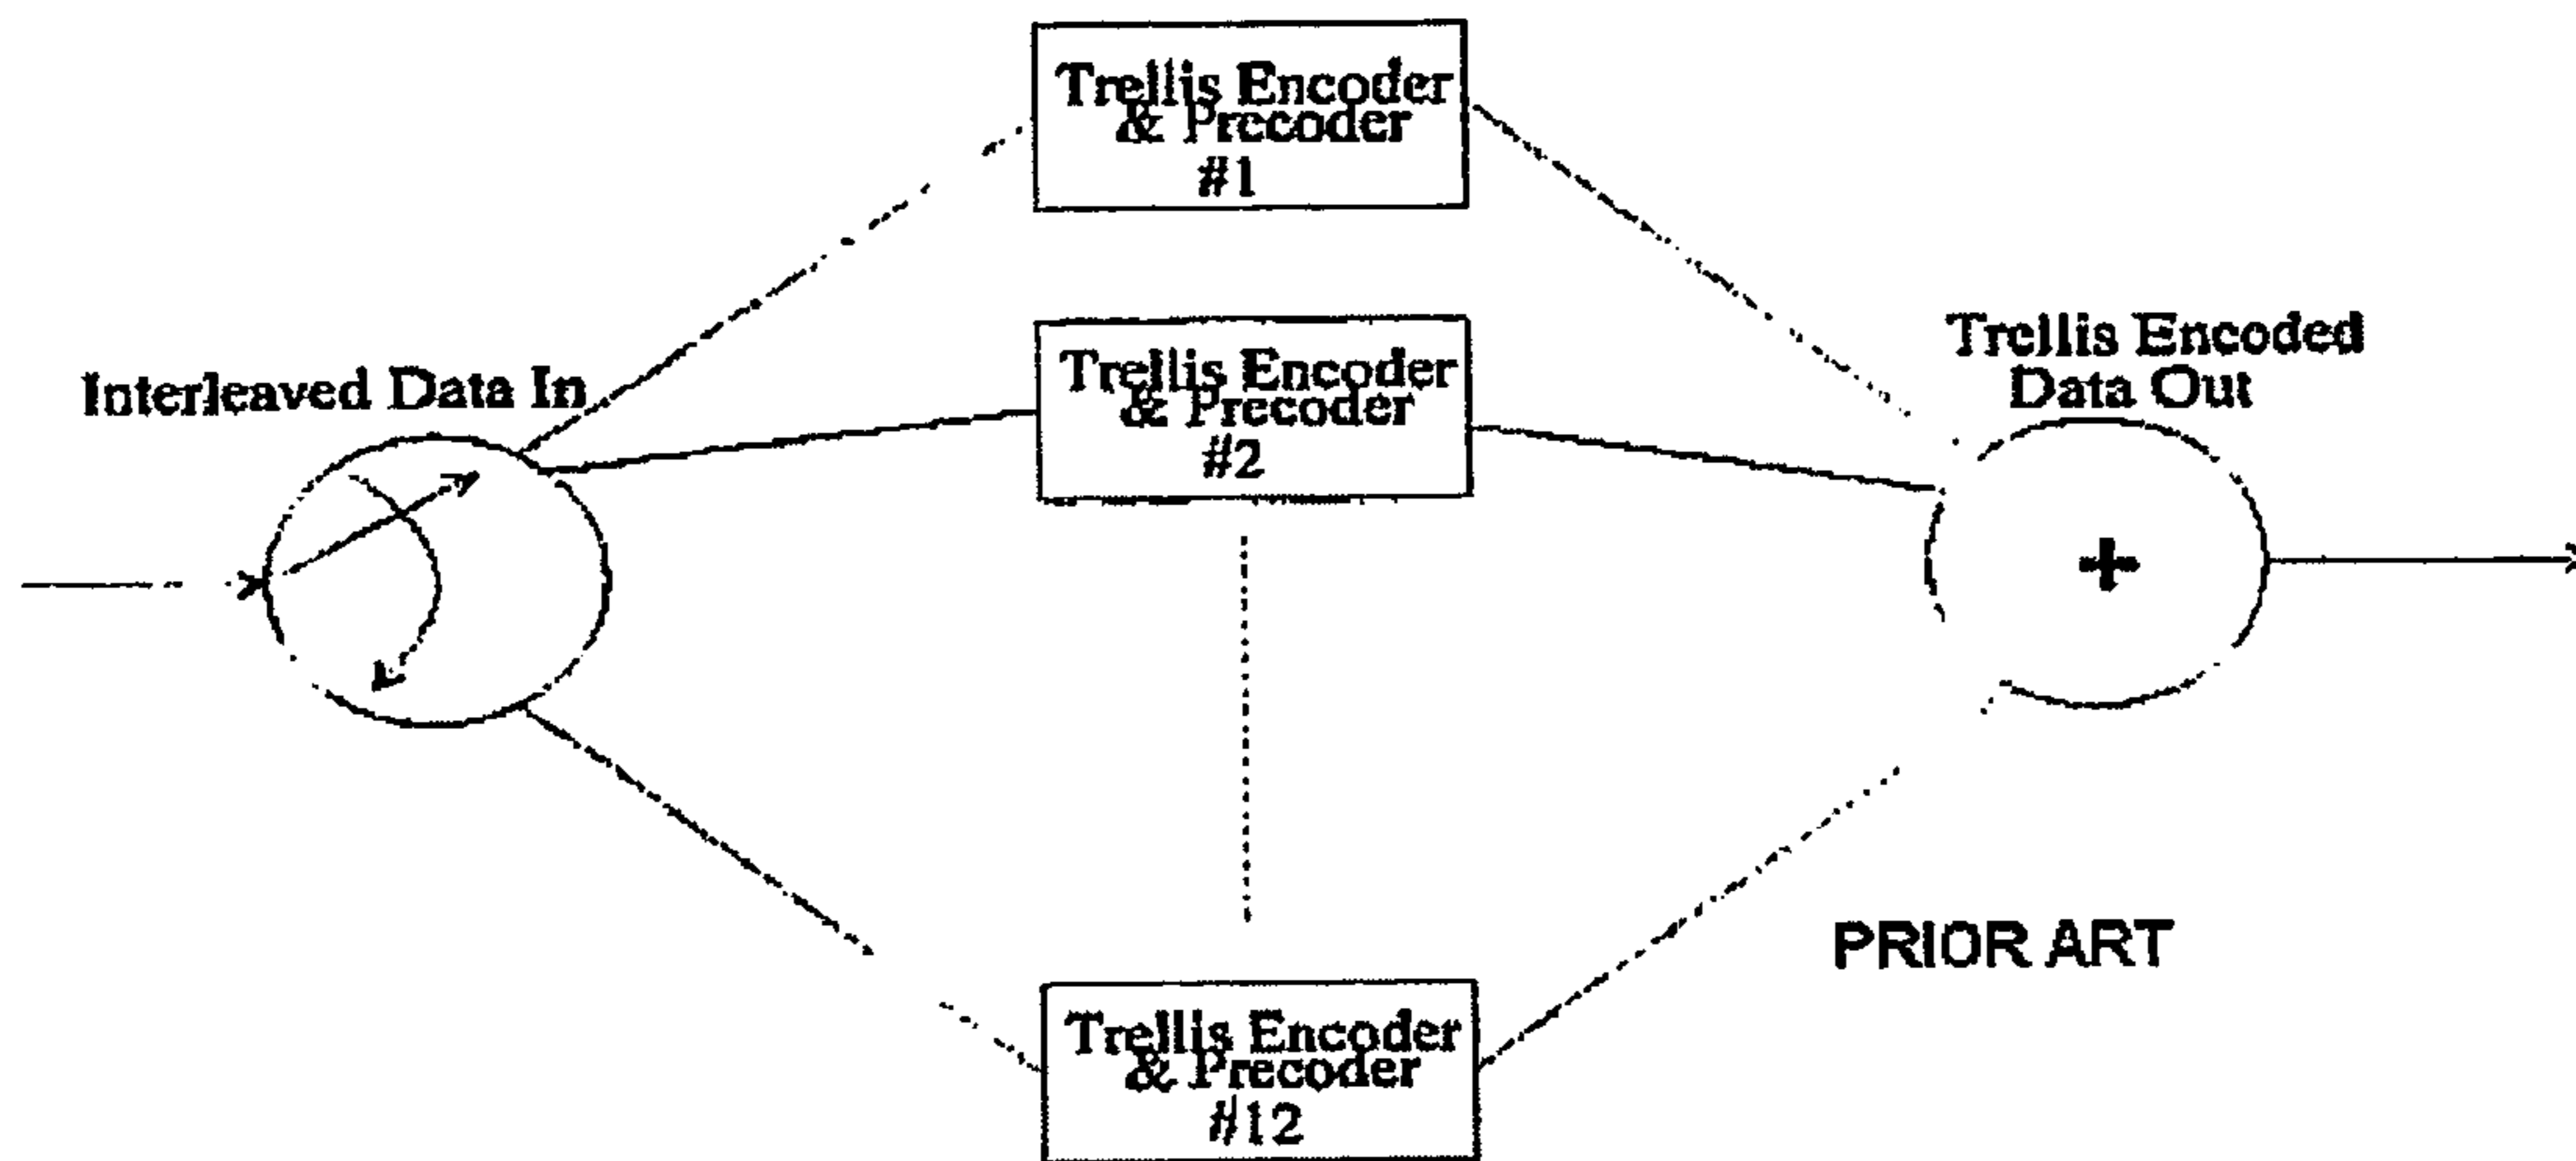 Trellis Encoder
& Precoder
#1
Interleaved Data In
Trellis Encoder
& Precoder
#2
Trellis Encoded
Data Out
+
PRIOR ART
Trellis Encoder
& Precoder
#12